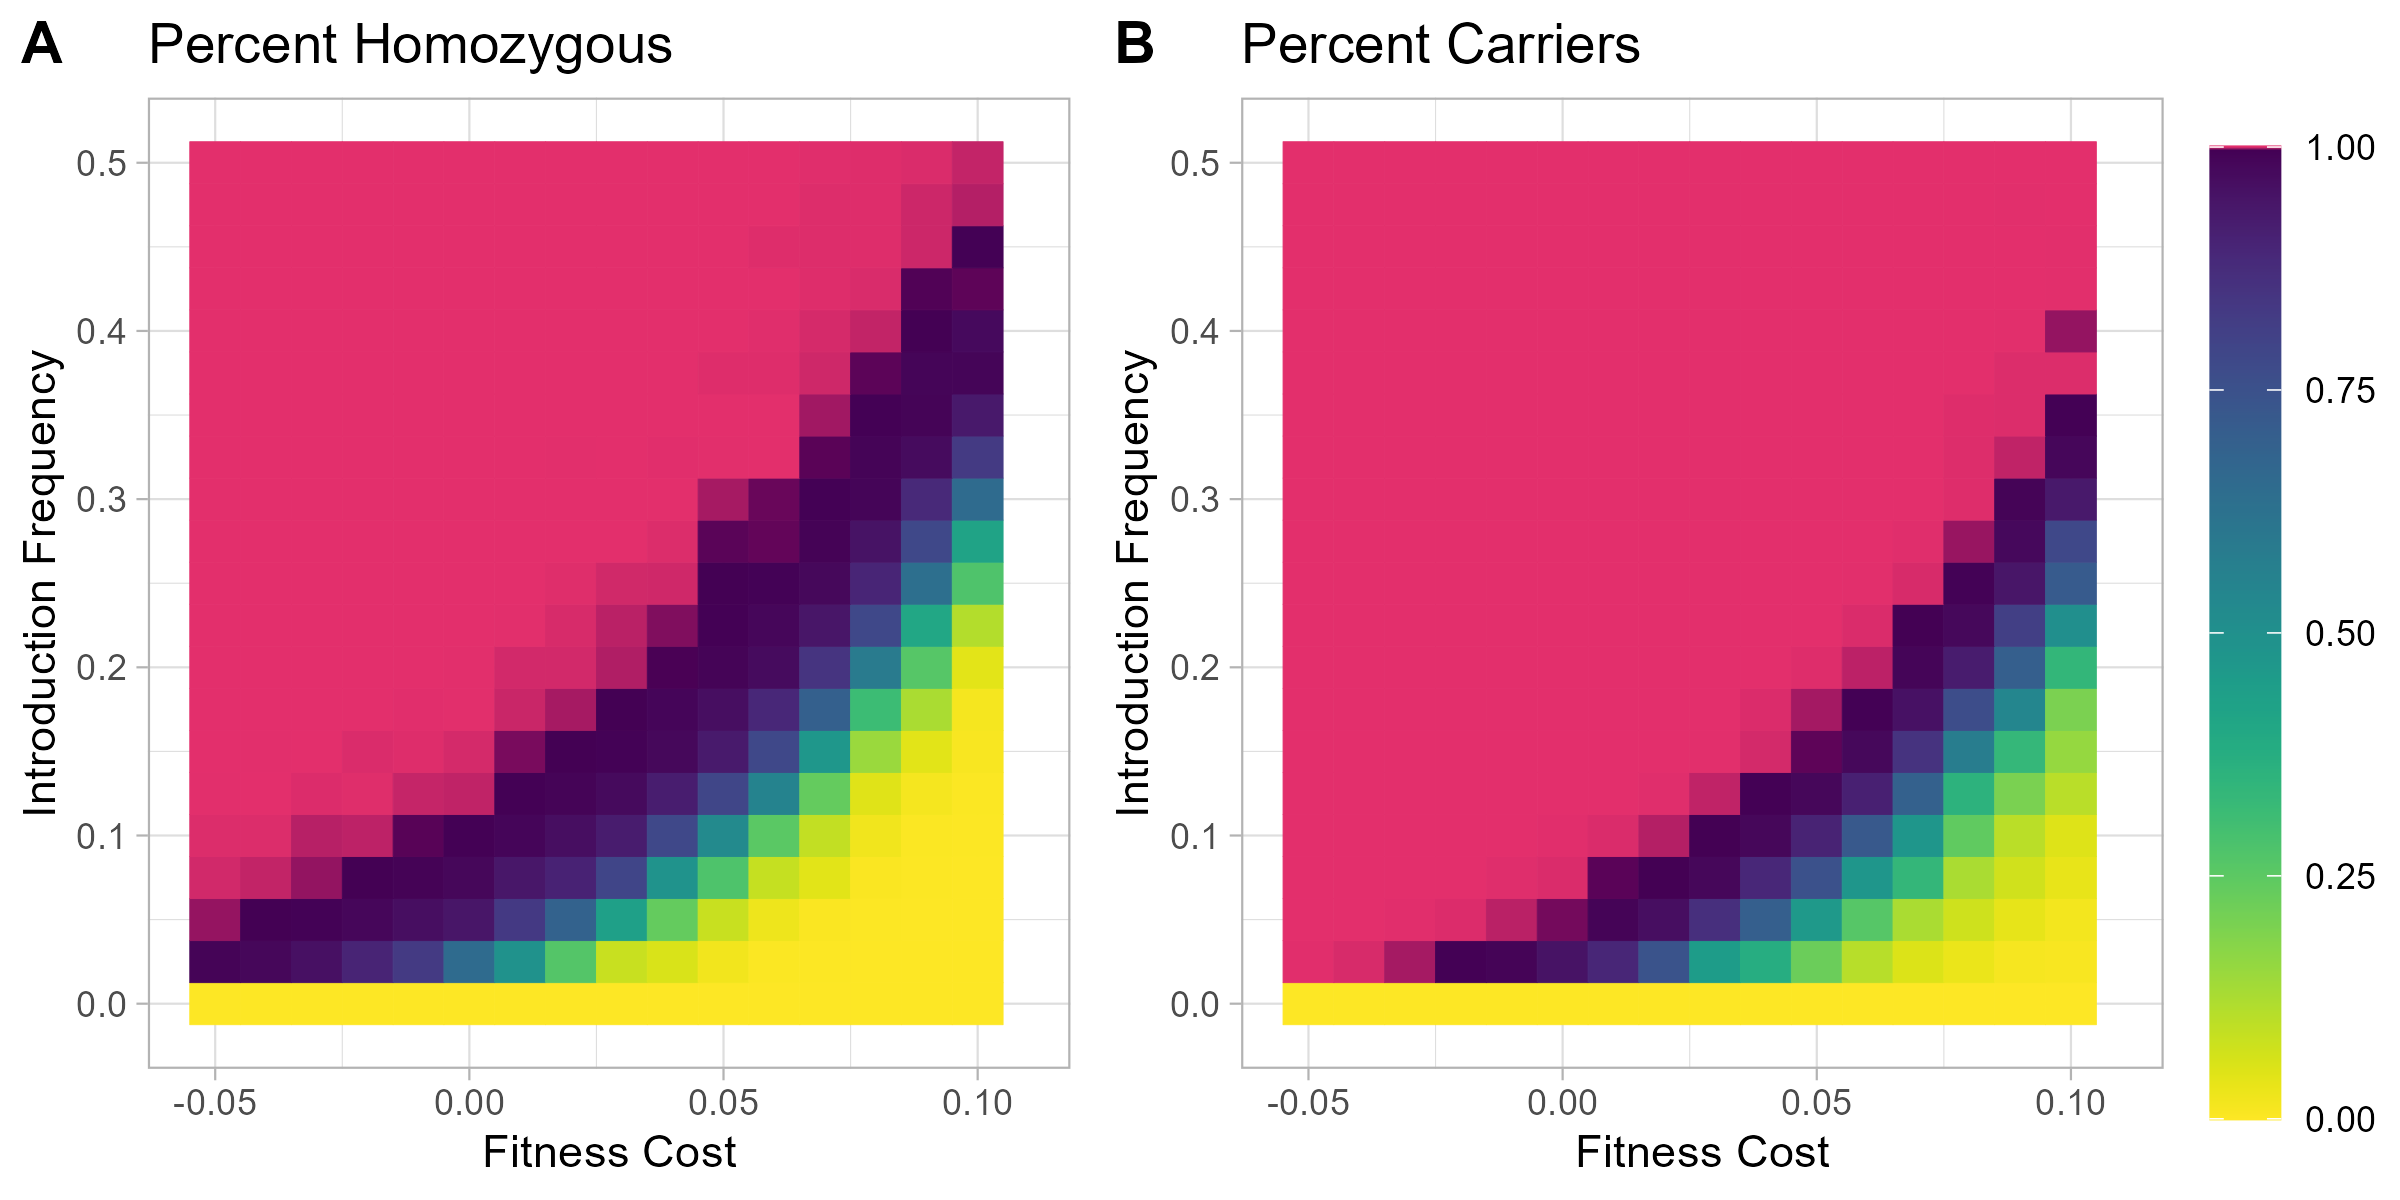 A Percent Homozygous
Introduction Frequency
0.5
0.4
0.3
0.2
0.1
0.0
-0.05 0.00 0.05 0.10
Fitness Cost
B Percent Carriers
Introduction Frequency
0.5
0.4
0.3
0.2
0.1
0.0
-0.05 0.00 0.05 0.10
Fitness Cost
1.00
0.75
0.50
0.25
0.00